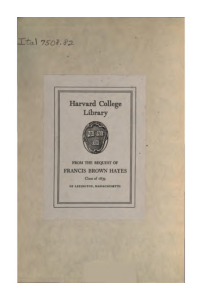 Ital 7508.82
Harvard College
Library
FROM THE BEQUEST OF
FRANCIS BROWN HAYES
Class of 1839
OF LEXINGTON, MASSACHUSETTS